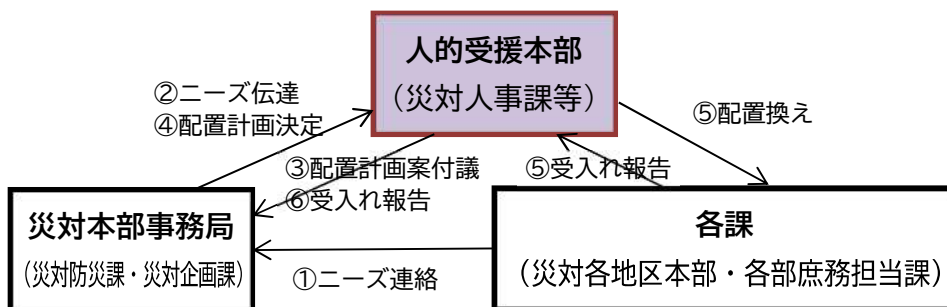 人的受援本部
（災対人事課等）
②ニーズ伝達
④配置計画決定
⑤配置換え
③配置計画案付議
⑥受入れ報告
⑤受入れ報告
災対本部事務局
（災対防災課・災対企画課）
①ニーズ連絡
各課
（災対各地区本部・各部庶務担当課）